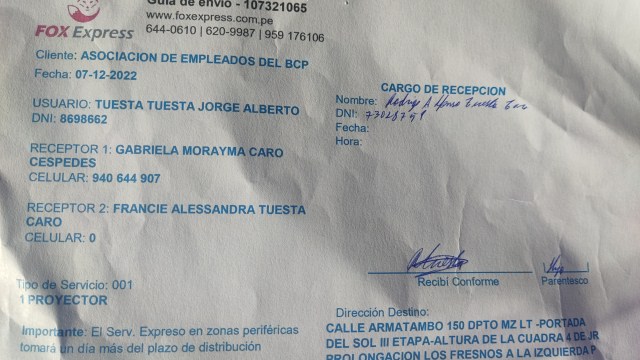 Guía de envío - 107321065
www.foxexpress.com.pe
644-0610 | 620-9987 | 959 176106
FOX Express
Cliente: ASOCIACION DE EMPLEADOS DEL BCP
Fecha: 07-12-2022
USUARIO: TUESTA TUESTA JORGE ALBERTO
DNI: 8698662
RECEPTOR 1: GABRIELA MORAYMA CARO
CESPEDES
CELULAR: 940 644 907
RECEPTOR 2: FRANCIE ALESSANDRA TUESTA
CARO
CELULAR: 0
Tipo de Servicio: 001
1 PROYECTOR
Importante: El Serv. Expreso en zonas periféricas
tomará un día mas del plazo de distribución
CARGO DE RECEPCION
Nombre: Rodrigo A
DNI:
Fecha:
Hora:
Recibí Conforme
Hijo
Parentesco
Dirección Destino:
CALLE ARMATAMBO 150 DPTO MZ LT -PORTADA
DEL SOL III ETAPA-ALTURA DE LA CUADRA 4 DE JR
PROLONGACION LOS FRESNOS A LA IZQUIERDA P